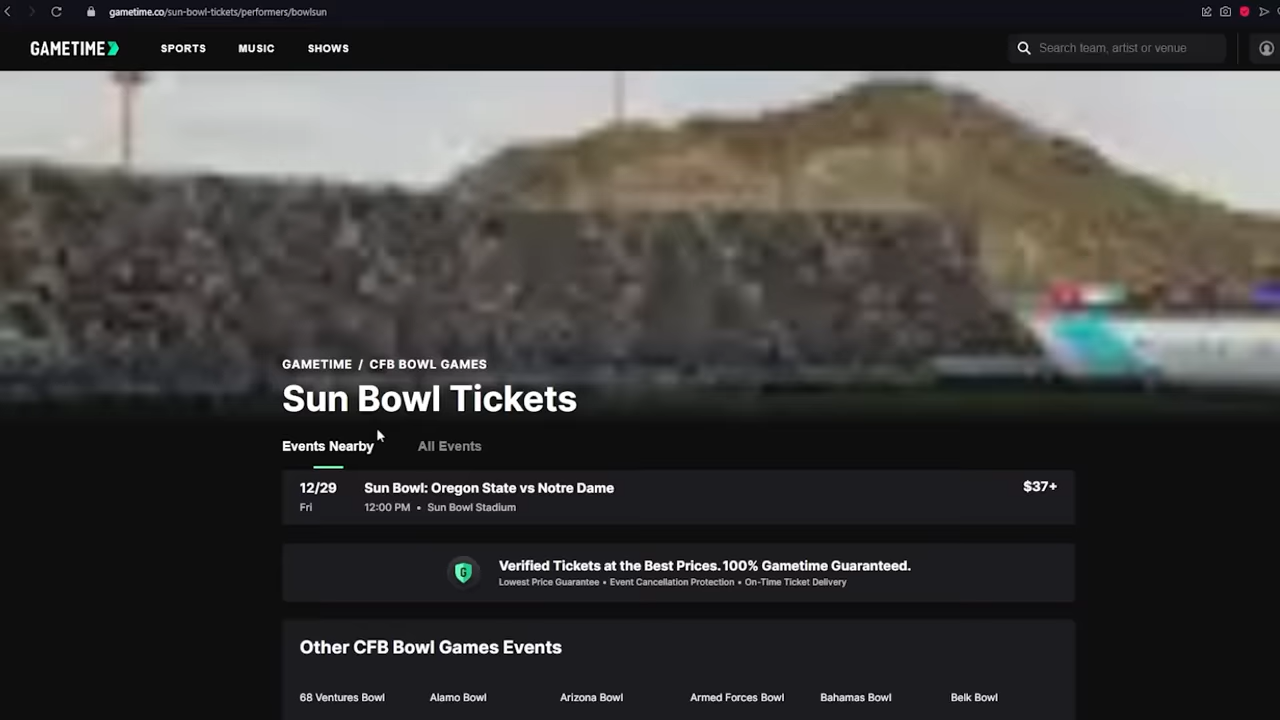 gametime.co/sun-bowl-tickets/performers/bowlsun
GAMETIME SPORTS MUSIC SHOWS Search team, artist or venue
GAMETIME / CFB BOWL GAMES
Sun Bowl Tickets
Events Nearby All Events
12/29 Sun Bowl: Oregon State vs Notre Dame $37+
Fri 12:00 PM • Sun Bowl Stadium
G Verified Tickets at the Best Prices. 100% Gametime Guaranteed.
Lowest Price Guarantee • Event Cancellation Protection • On-Time Ticket Delivery
Other CFB Bowl Games Events
68 Ventures Bowl Alamo Bowl Arizona Bowl Armed Forces Bowl Bahamas Bowl Belk Bowl